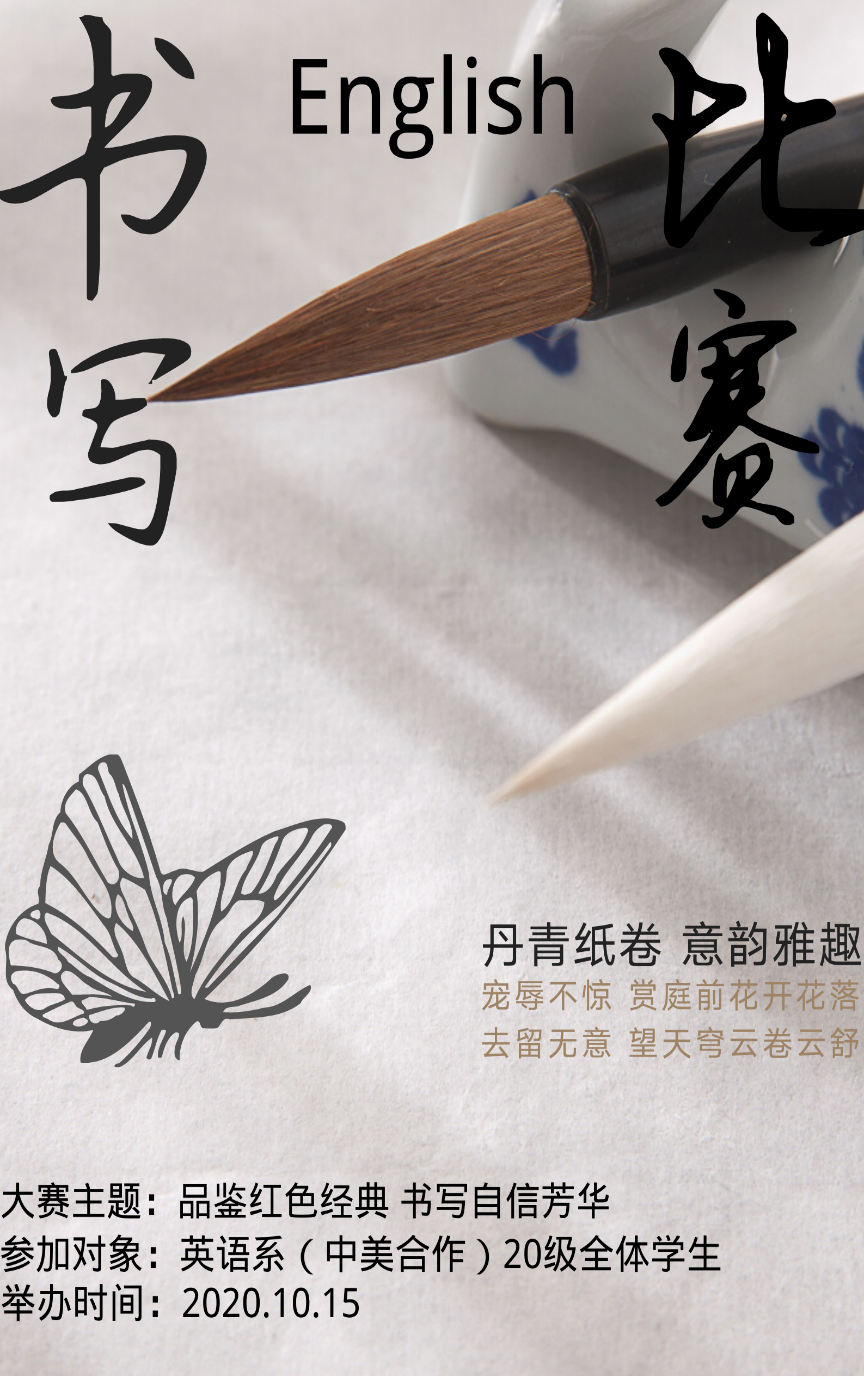 书写
English
比赛
丹青纸卷 意韵雅趣
宠辱不惊 赏庭前花开花落
去留无意 望天穹云卷云舒
大赛主题：品鉴红色经典 书写自信芳华
参加对象：英语系（中美合作）20级全体学生
举办时间：2020.10.15